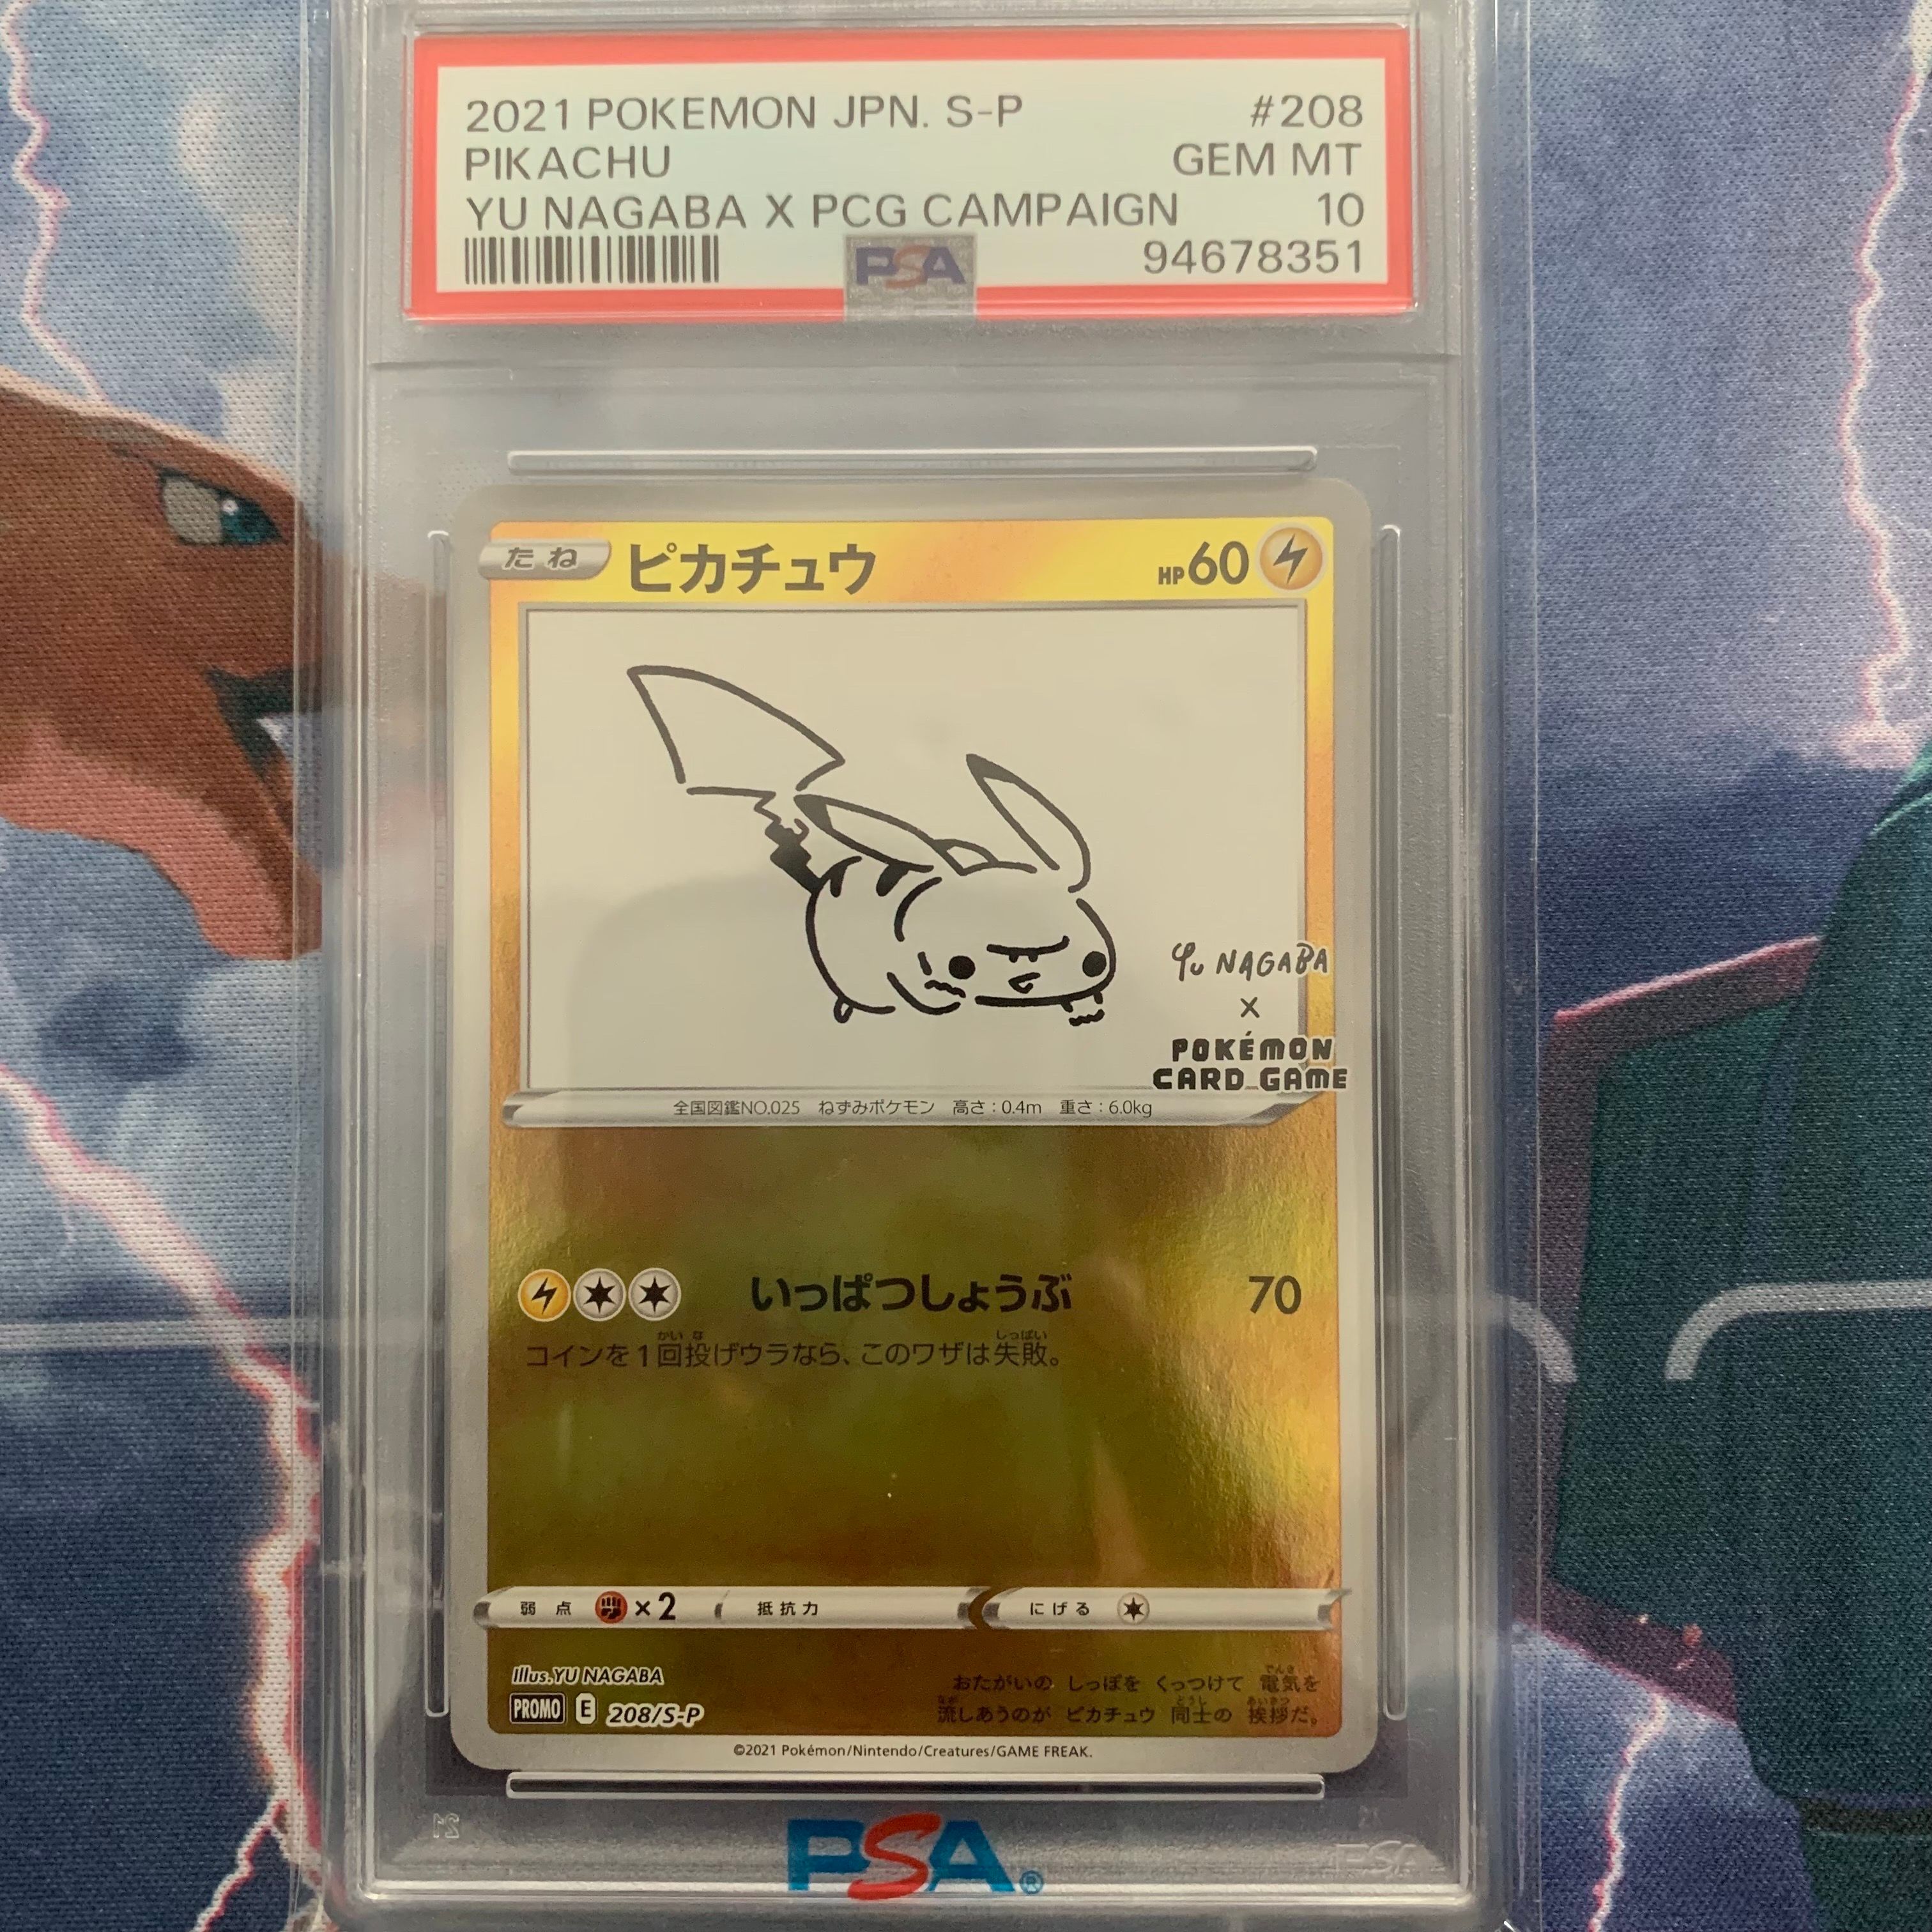 2021 POKEMON JPN. S-P #208
PIKACHU GEM MT
YU NAGABA X PCG CAMPAIGN 10
PSA 94678351
たね ピカチュウ HP60
YU NAGABA
X
POKÉMON
CARD GAME
全国図鑑NO.025 ねずみポケモン 高さ:0.4m 重さ:6.0kg
いっぱつしょうぶ 70
コインを1回投げウラなら、このワザは失敗。
弱点 ×2 抵抗力 にげる
Illus.YU NAGABA
PROMO E 208/S-P
おたがいの しっぽを くっつけて 電気を
流しあうのが ピカチュウ 同士の 挨拶だ。
©2021 Pokémon/Nintendo/Creatures/GAME FREAK.
PSA®
PSA